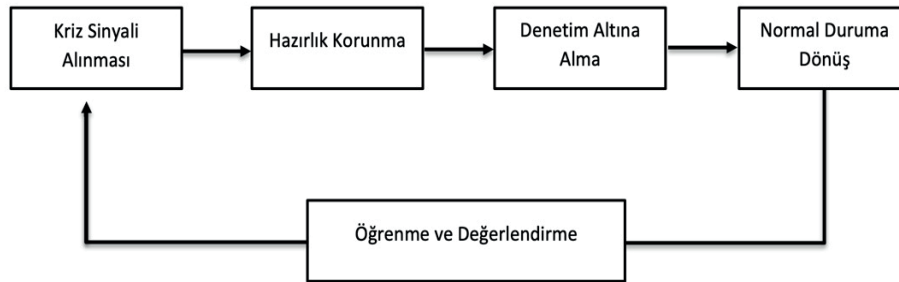 Kriz Sinyali
Alınması
Hazırlık Korunma
Denetim Altına
Alma
Normal Duruma
Dönüş
Öğrenme ve Değerlendirme